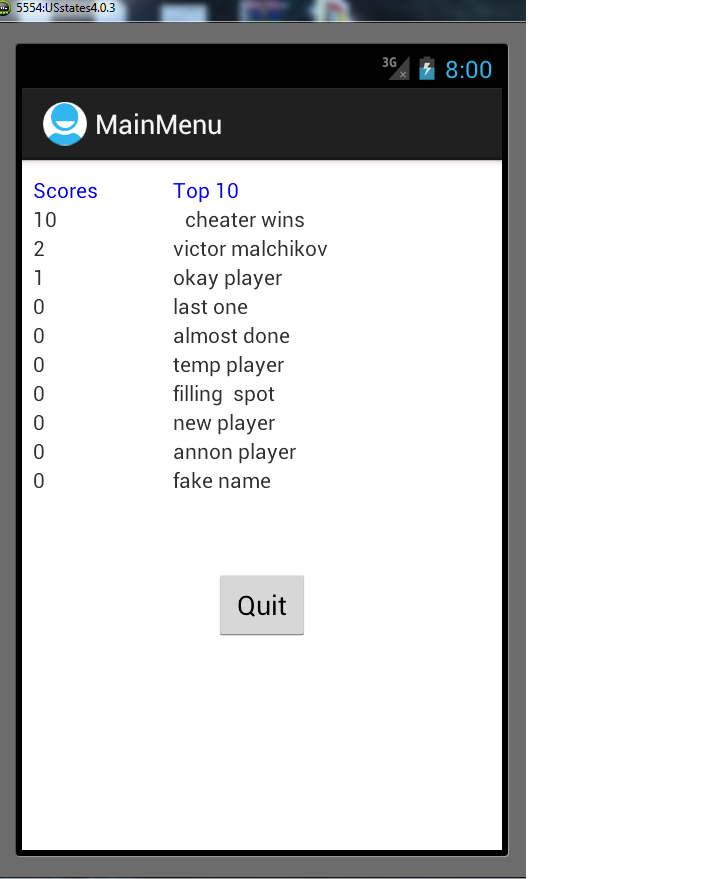 5554:USstates4.0.3
3G 8:00
MainMenu
Scores Top 10
10 cheater wins
2 victor malchikov
1 okay player
0 last one
0 almost done
0 temp player
0 filling  spot
0 new player
0 annon player
0 fake name
Quit